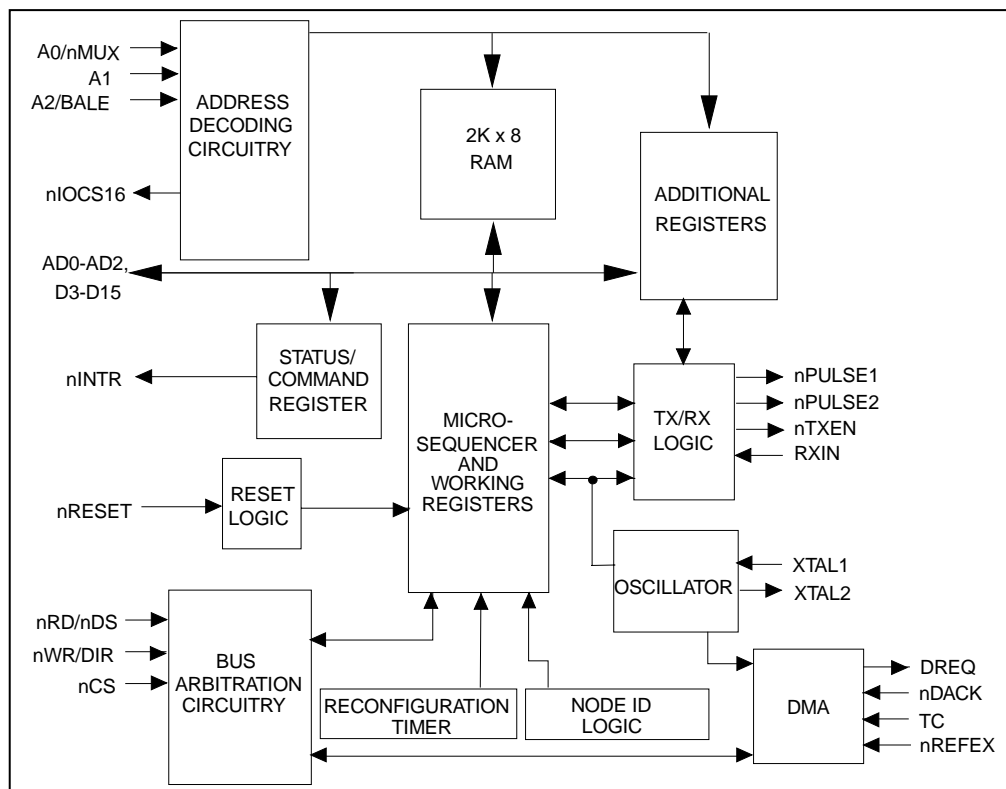 A0/nMUX
A1
A2/BALE
nIOCS16
AD0-AD2,
D3-D15
nINTR
nRESET
nRD/nDS
nWR/DIR
nCS
ADDRESS
DECODING
CIRCUITRY
2K x 8
RAM
ADDITIONAL
REGISTERS
STATUS/
COMMAND
REGISTER
MICRO-
SEQUENCER
AND
WORKING
REGISTERS
TX/RX
LOGIC
nPULSE1
nPULSE2
nTXEN
RXIN
RESET
LOGIC
OSCILLATOR
XTAL1
XTAL2
BUS
ARBITRATION
CIRCUITRY
RECONFIGURATION
TIMER
NODE ID
LOGIC
DMA
DREQ
nDACK
TC
nREFEX